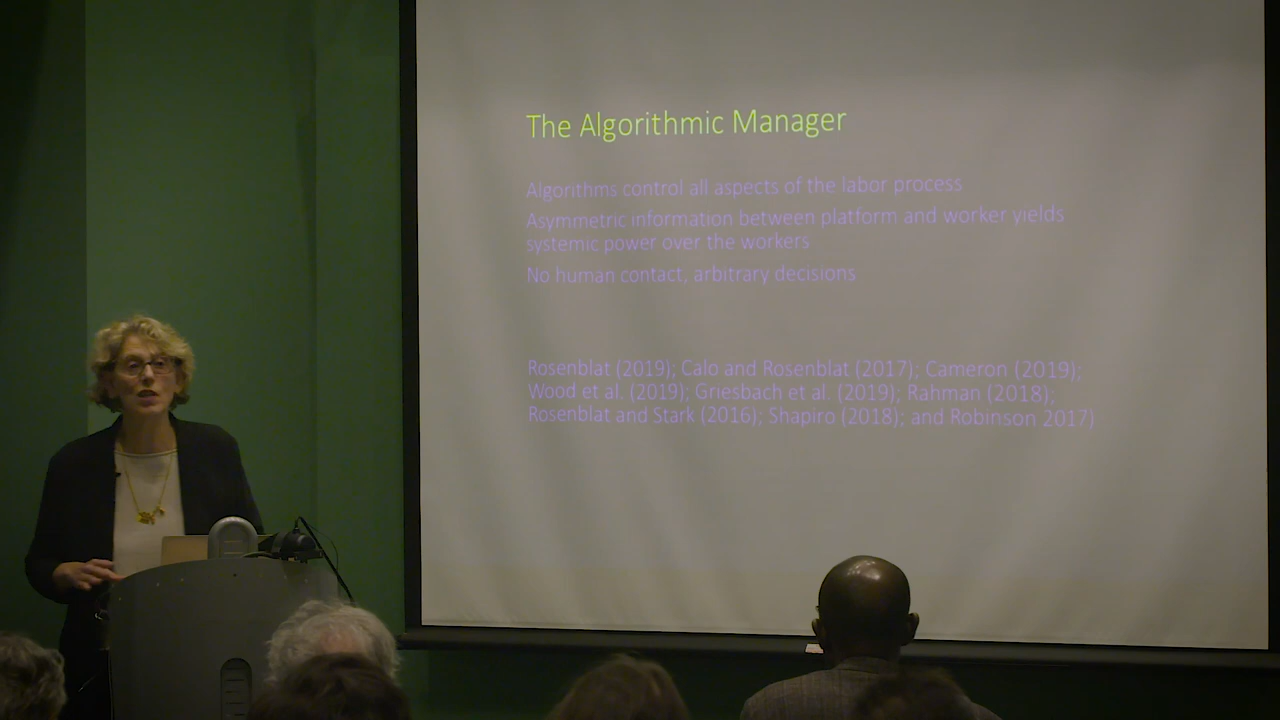 The Algorithmic Manager
Algorithms control all aspects of the labor process
Asymmetric information between platform and worker yields
systemic power over the workers
No human contact, arbitrary decisions
Rosenblat (2019); Calo and Rosenblat (2017); Cameron (2019);
Wood et al. (2019); Griesbach et al. (2019); Rahman (2018);
Rosenblat and Stark (2016); Shapiro (2018); and Robinson 2017)